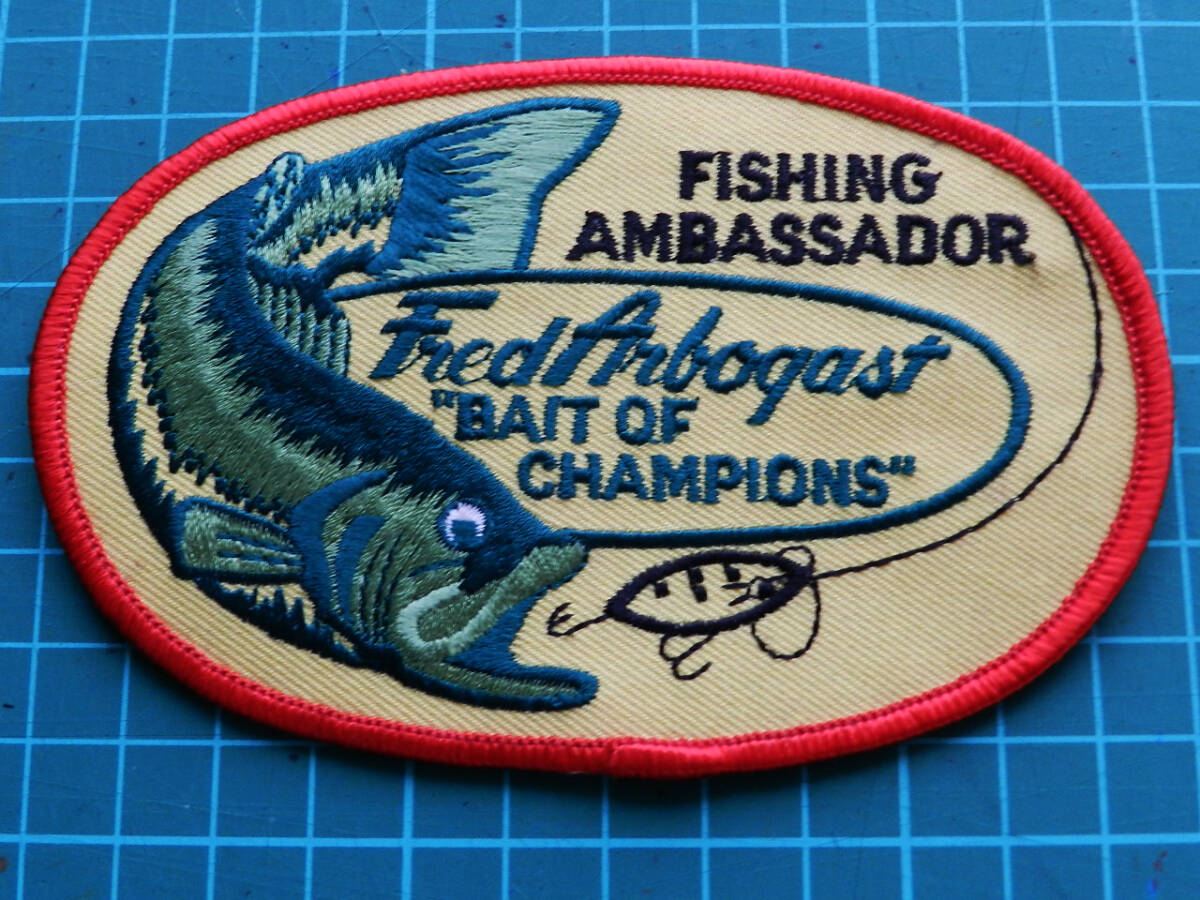 FISHING
AMBASSADOR
Fred Arbogast
"BAIT OF
CHAMPIONS"